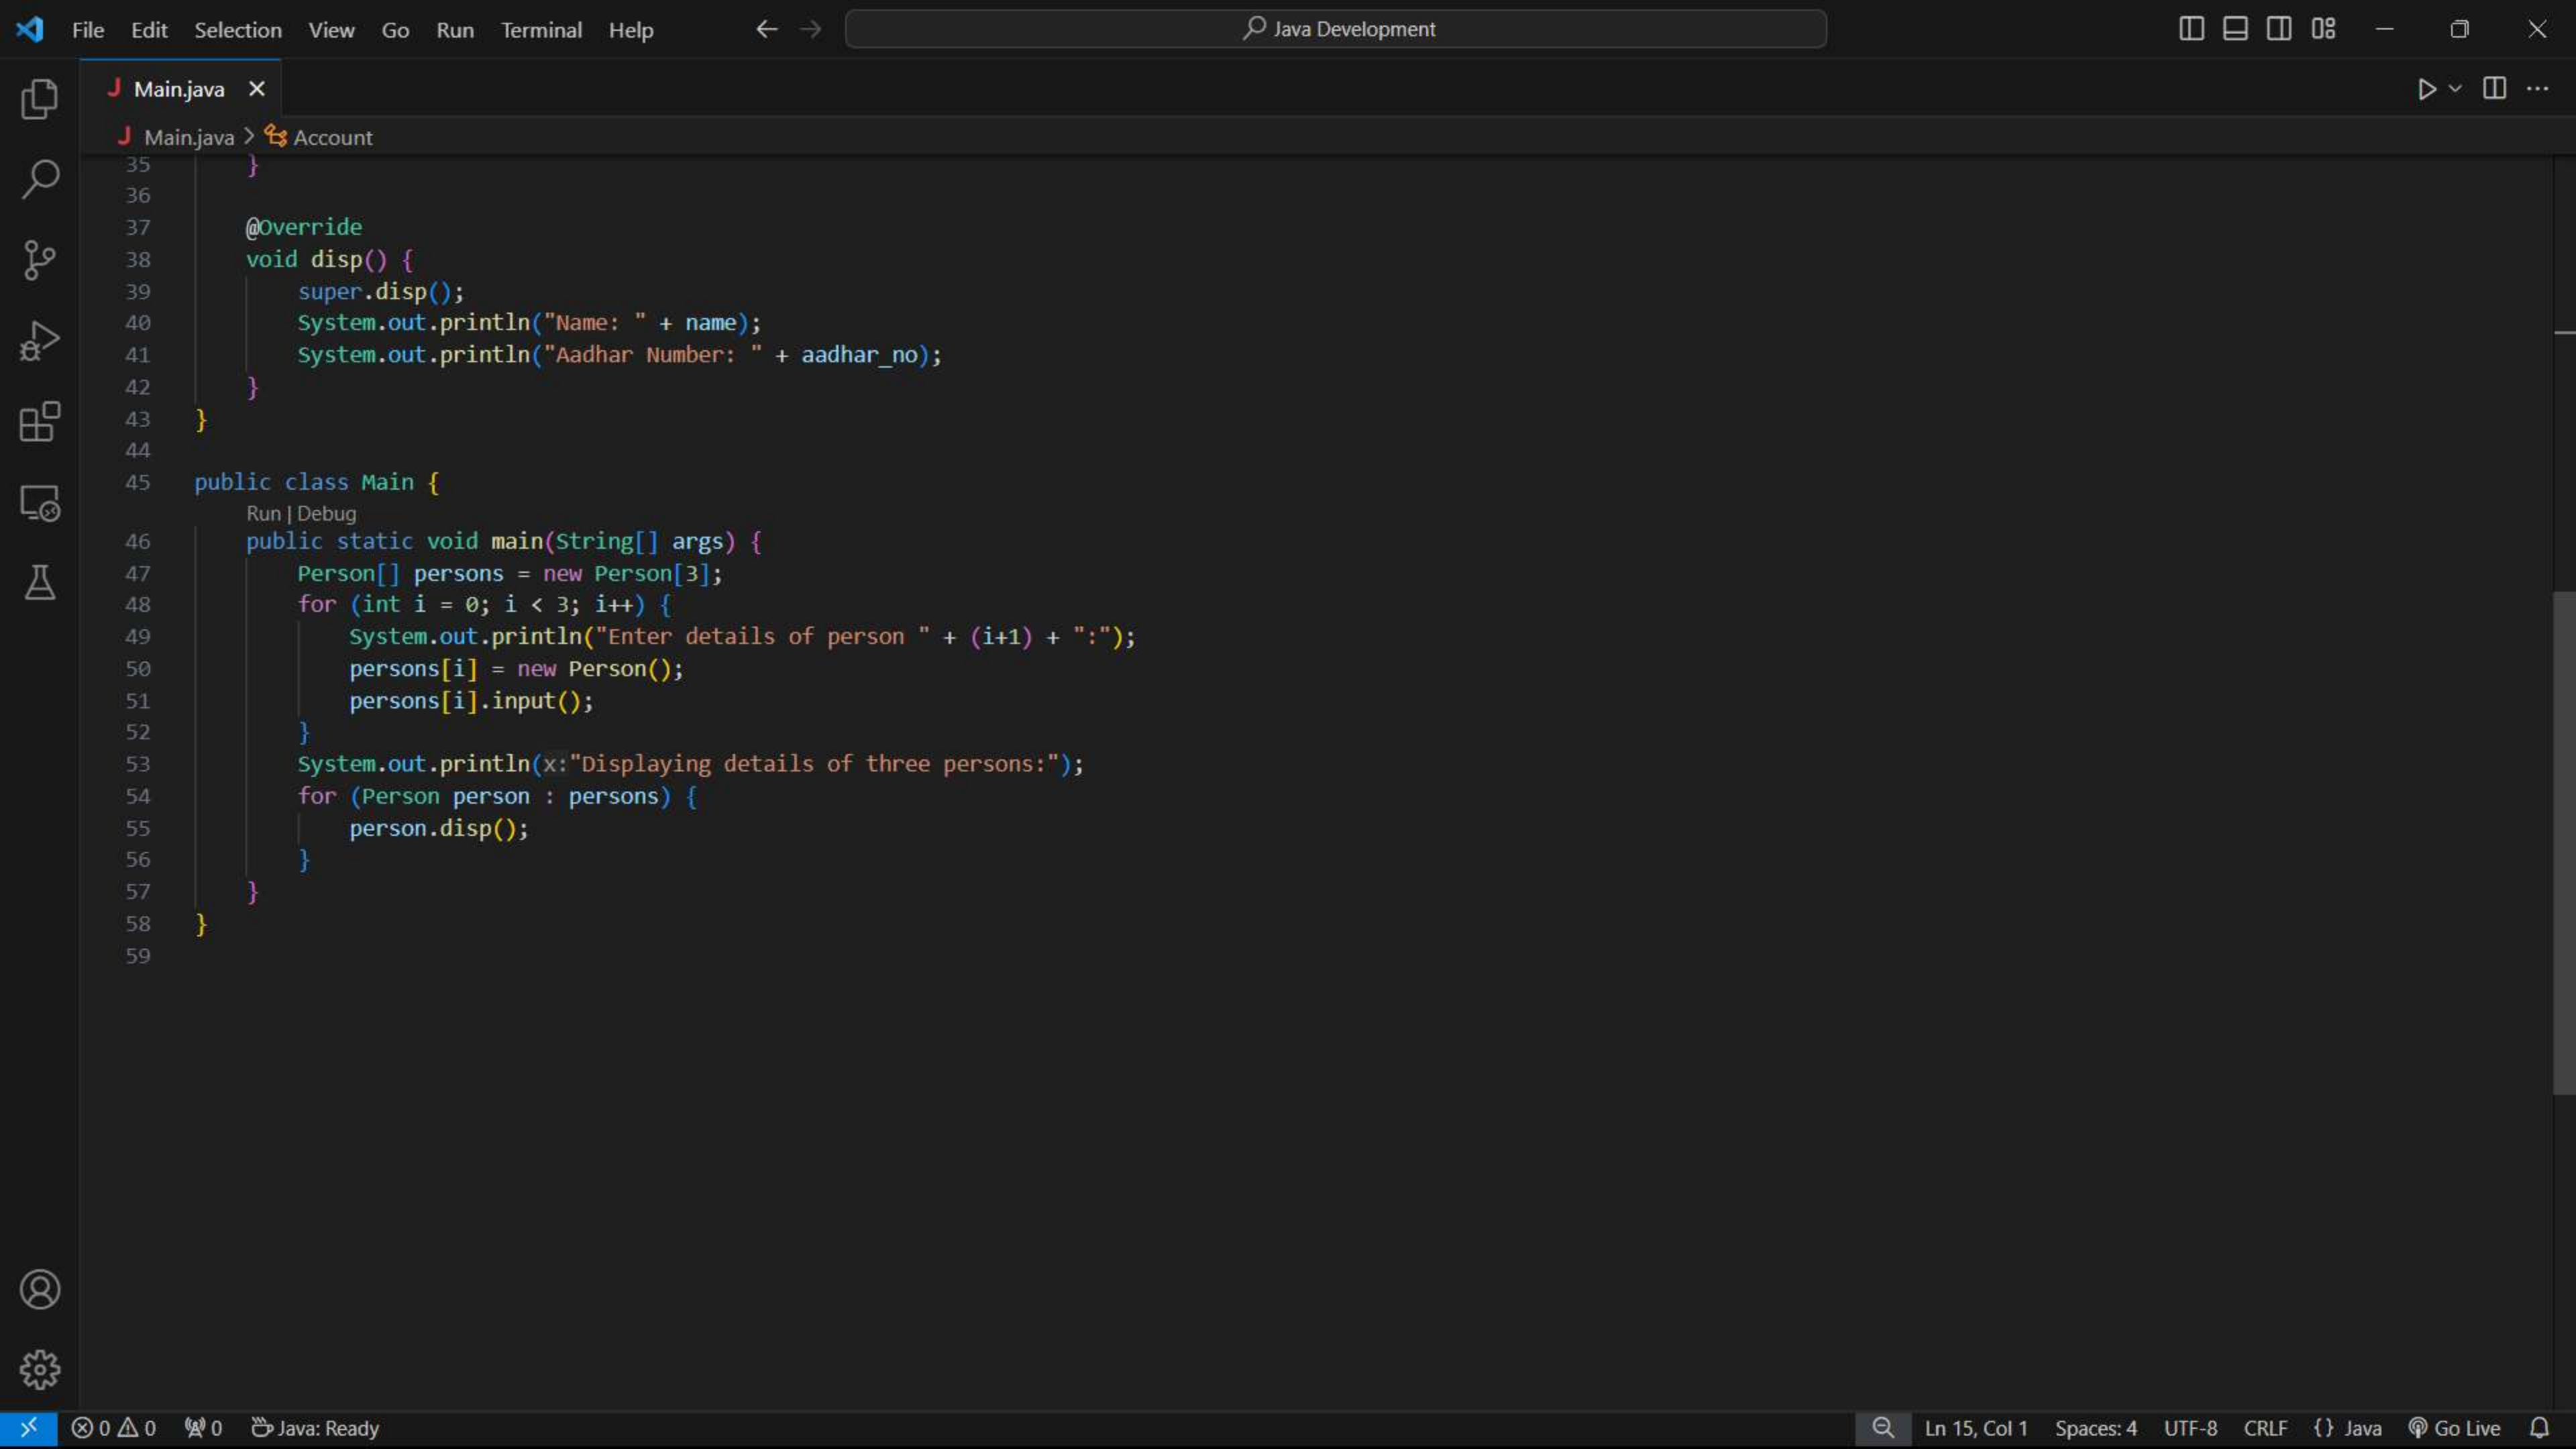 File Edit Selection View Go Run Terminal Help Java Development
Main.java
Main.java > Account
35 }
36
37 @Override
38 void disp() {
39 super.disp();
40 System.out.println("Name: " + name);
41 System.out.println("Aadhar Number: " + aadhar_no);
42 }
43 }
44
45 public class Main {
Run | Debug
46 public static void main(String[] args) {
47 Person[] persons = new Person[3];
48 for (int i = 0; i < 3; i++) {
49 System.out.println("Enter details of person " + (i+1) + ":");
50 persons[i] = new Person();
51 persons[i].input();
52 }
53 System.out.println(x:"Displaying details of three persons:");
54 for (Person person : persons) {
55 person.disp();
56 }
57 }
58 }
59
0 0 0 Java: Ready Ln 15, Col 1 Spaces: 4 UTF-8 CRLF {} Java Go Live